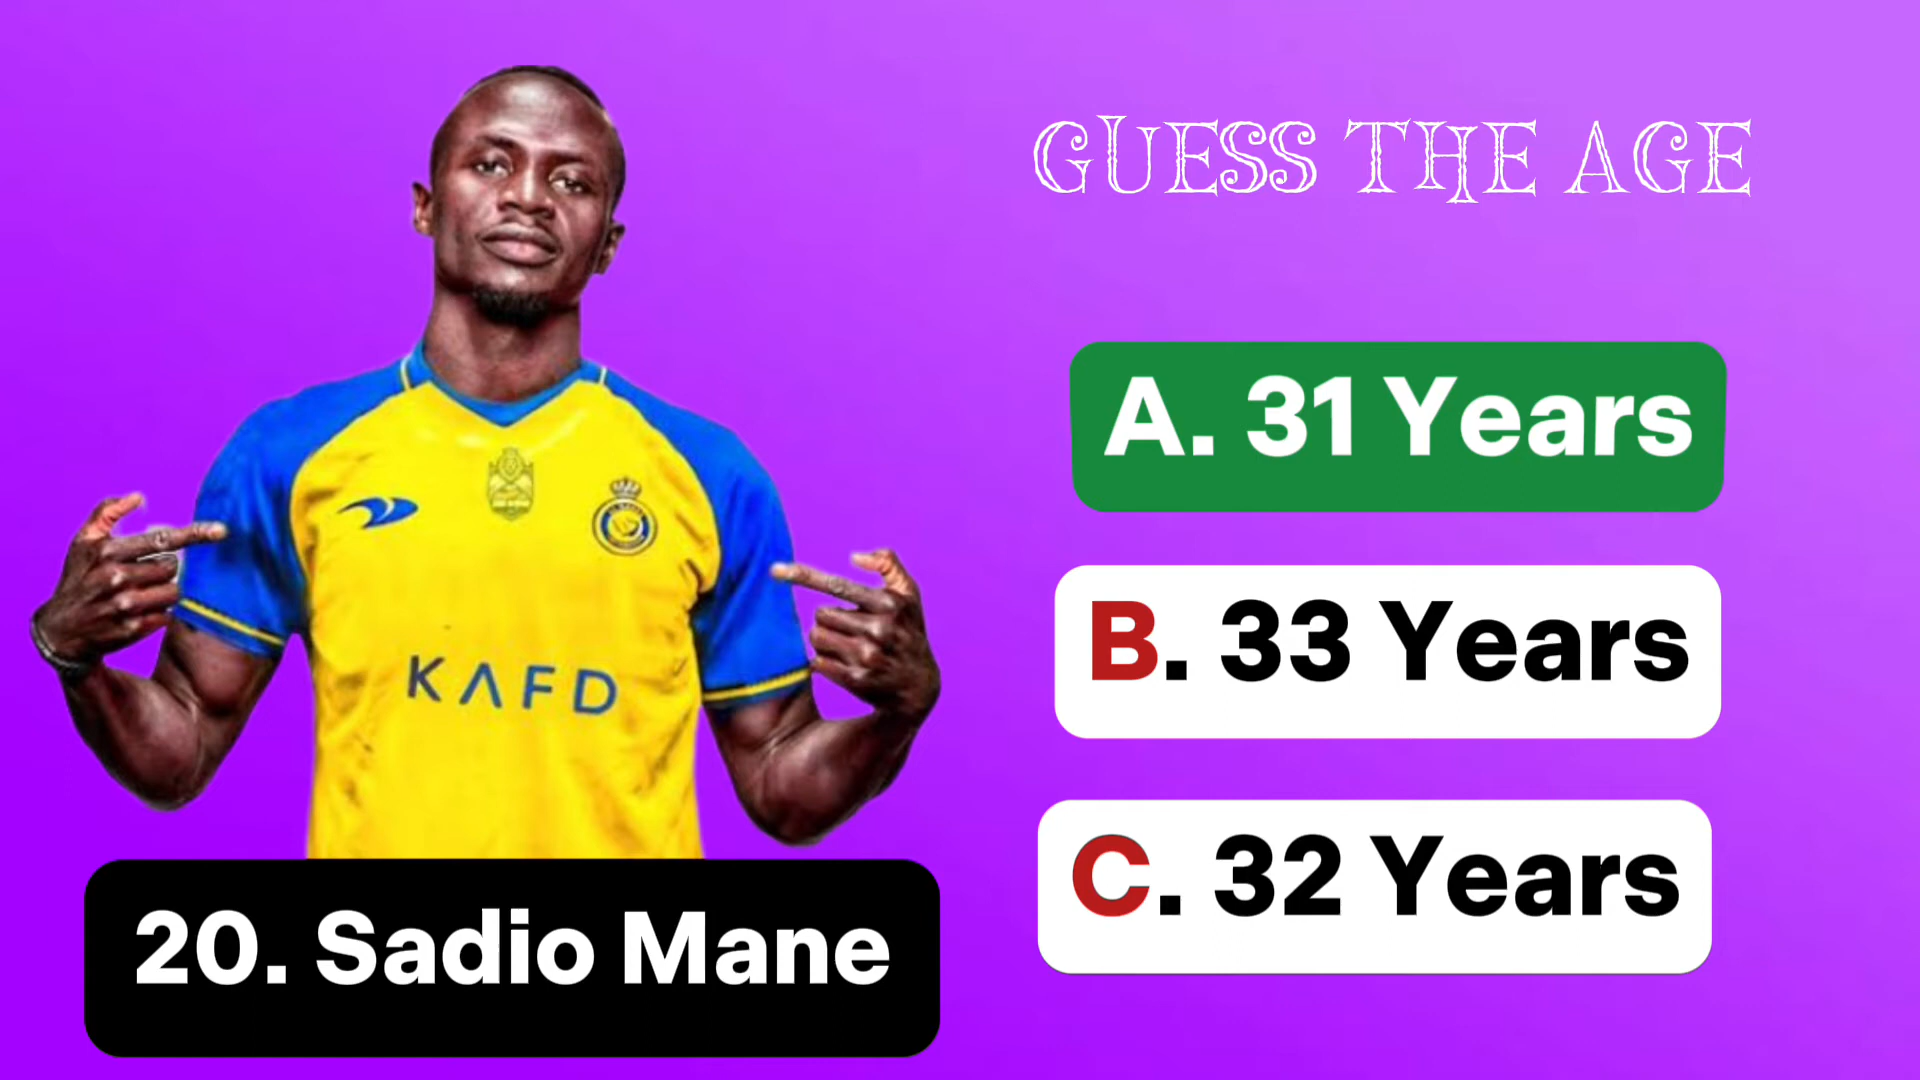 GUESS THE AGE
A. 31 Years
B. 33 Years
C. 32 Years
KAFD
20. Sadio Mane